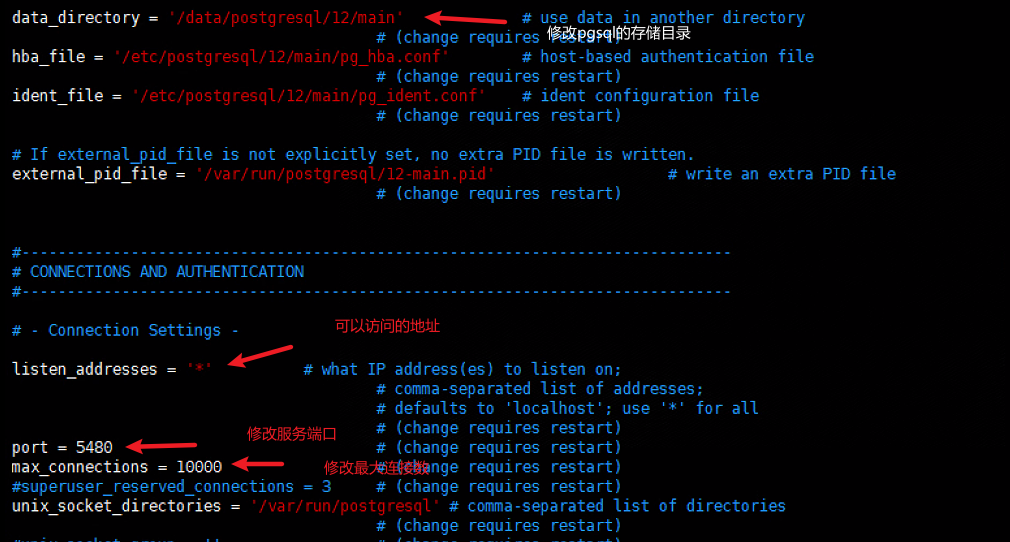 data_directory = '/data/postgresql/12/main' # use data in another directory
修改pgsql的存储目录
# (change requires restart)
hba_file = '/etc/postgresql/12/main/pg_hba.conf' # host-based authentication file
# (change requires restart)
ident_file = '/etc/postgresql/12/main/pg_ident.conf' # ident configuration file
# (change requires restart)
# If external_pid_file is not explicitly set, no extra PID file is written.
external_pid_file = '/var/run/postgresql/12-main.pid' # write an extra PID file
# (change requires restart)
#------------------------------------------------------------------------------
# CONNECTIONS AND AUTHENTICATION
#------------------------------------------------------------------------------
可以访问的地址
# - Connection Settings -
listen_addresses = '*' # what IP address(es) to listen on;
# comma-separated list of addresses;
# defaults to 'localhost'; use '*' for all
# (change requires restart)
修改服务端口
port = 5480 # (change requires restart)
max_connections = 10000 # (change requires restart)
修改最大连接数
#superuser_reserved_connections = 3 # (change requires restart)
unix_socket_directories = '/var/run/postgresql' # comma-separated list of directories
# (change requires restart)